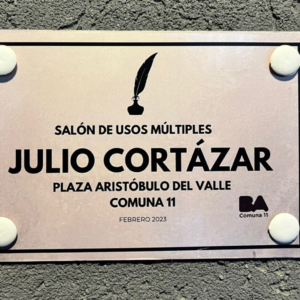 SALÓN DE USOS MÚLTIPLES
JULIO CORTÁZAR
PLAZA ARISTÓBULO DEL VALLE
COMUNA 11
FEBRERO 2023
BA
Comuna 11